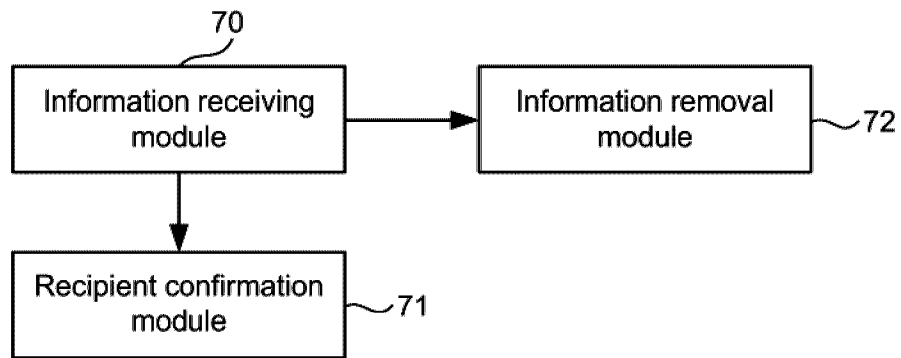 70
Information receiving
module
Information removal
module
72
Recipient confirmation
module
71